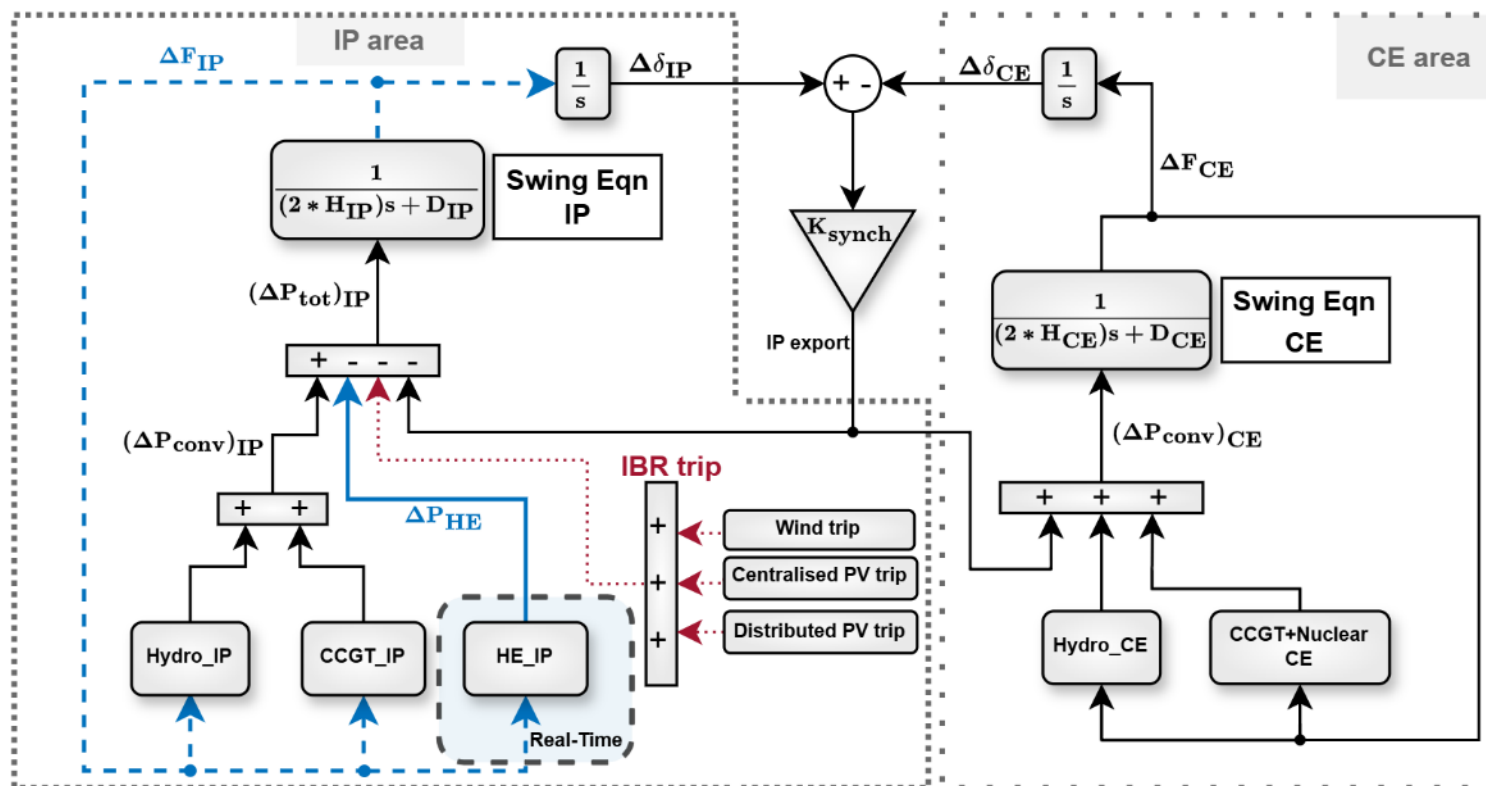 IP area
CE area
ΔF_IP
1
s
Δδ_IP
+ -
Δδ_CE
1
s
ΔF_CE
1
(2 * H_IP)s + D_IP
Swing Eqn
IP
K_synch
(ΔP_tot)_IP
IP export
1
(2 * H_CE)s + D_CE
Swing Eqn
CE
+ - - -
(ΔP_conv)_IP
(ΔP_conv)_CE
IBR trip
+ + +
+ +
ΔP_HE
+
Wind trip
+
Centralised PV trip
+
Distributed PV trip
Hydro_IP
CCGT_IP
HE_IP
Real-Time
Hydro_CE
CCGT+Nuclear
CE